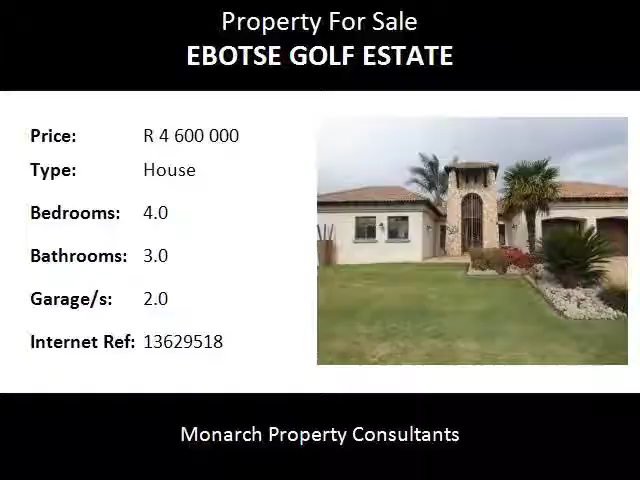 Property For Sale
EBOTSE GOLF ESTATE
Price: R 4 600 000
Type: House
Bedrooms: 4.0
Bathrooms: 3.0
Garage/s: 2.0
Internet Ref: 13629518
Monarch Property Consultants